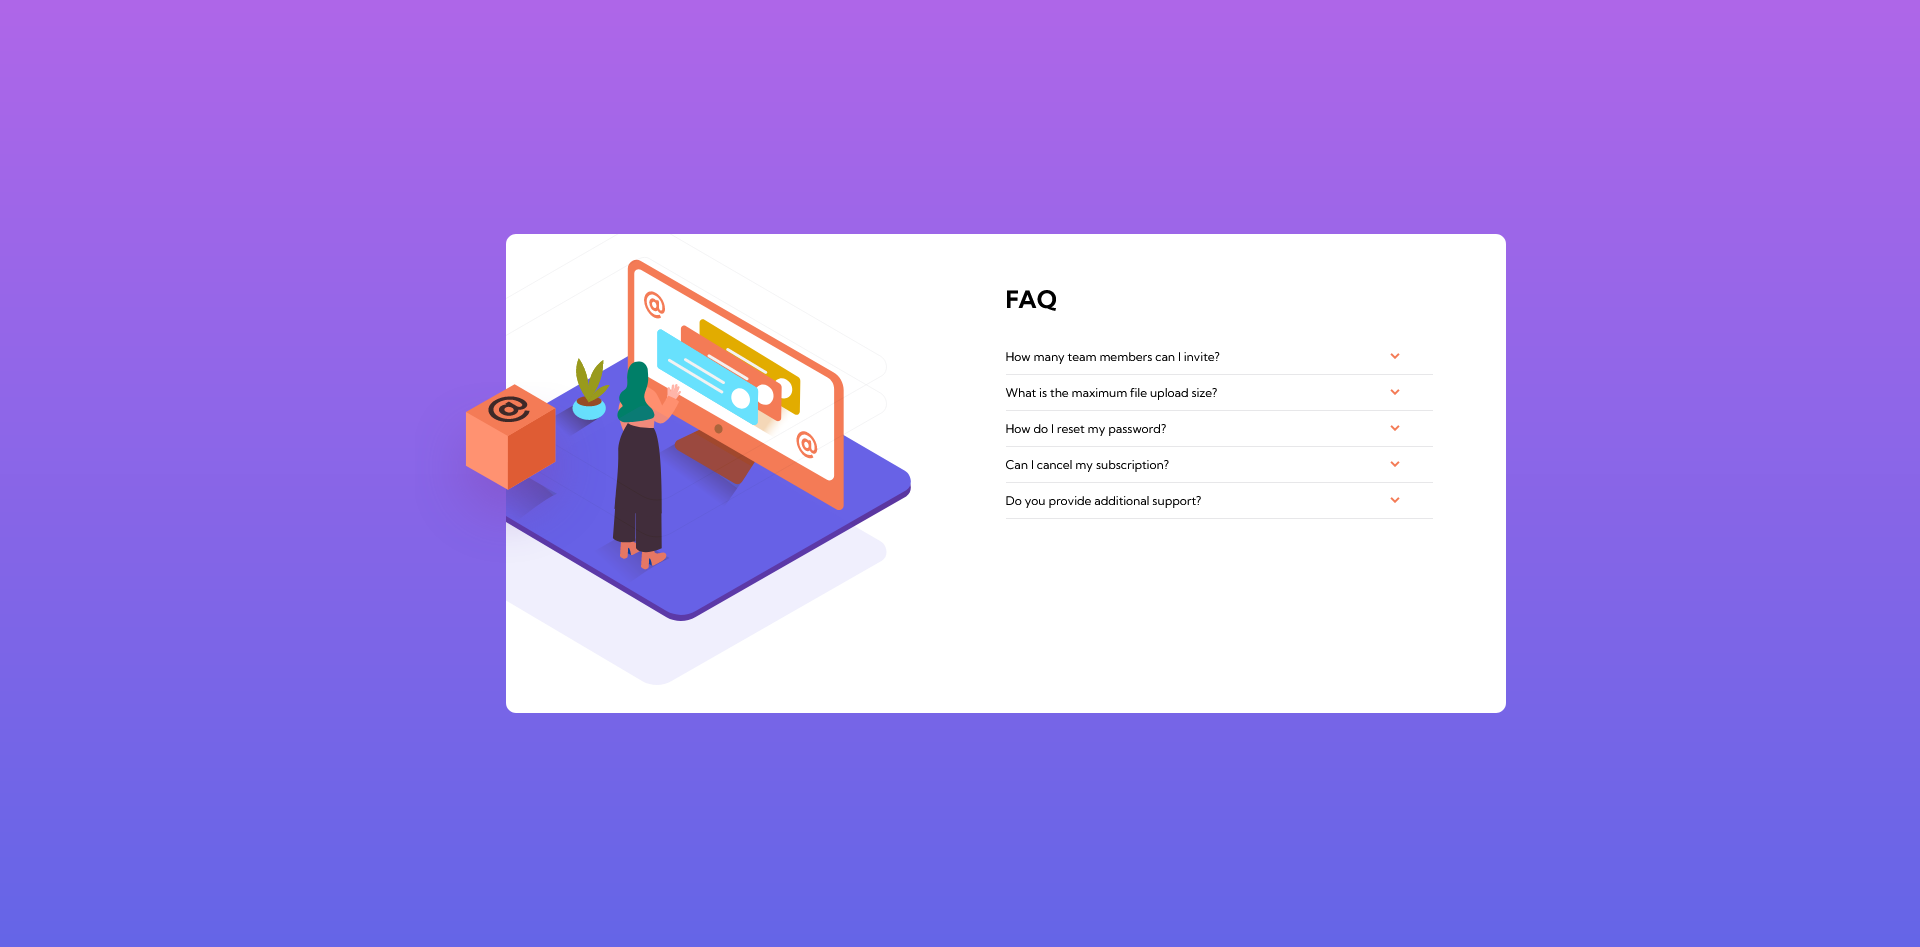 @
@
@
FAQ
How many team members can I invite?
What is the maximum file upload size?
How do I reset my password?
Can I cancel my subscription?
Do you provide additional support?